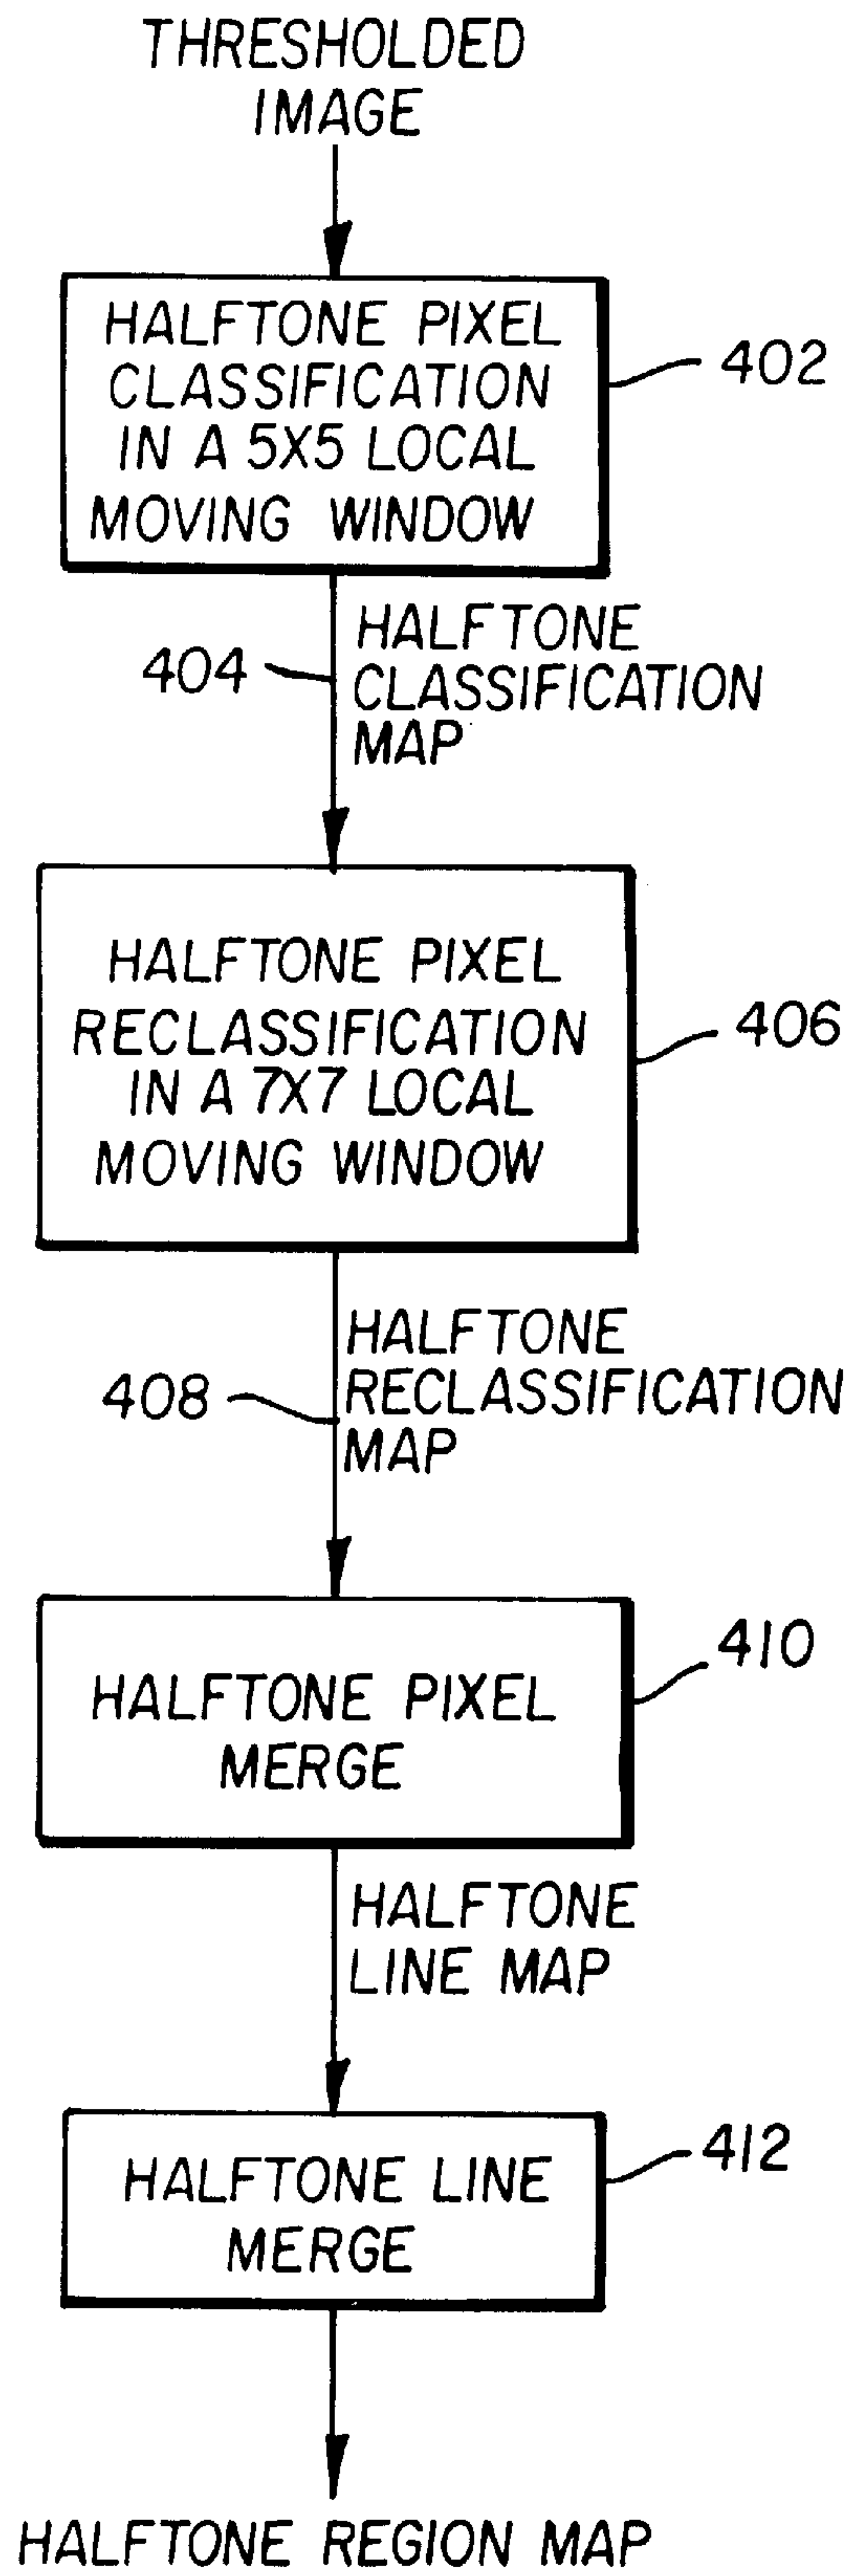 THRESHOLDED
IMAGE
HALFTONE PIXEL
CLASSIFICATION
IN A 5X5 LOCAL
MOVING WINDOW
402
HALFTONE
404
CLASSIFICATION
MAP
HALFTONE PIXEL
RECLASSIFICATION
IN A 7X7 LOCAL
MOVING WINDOW
406
HALFTONE
408
RECLASSIFICATION
MAP
HALFTONE PIXEL
MERGE
410
HALFTONE
LINE MAP
HALFTONE LINE
MERGE
412
HALFTONE REGION MAP